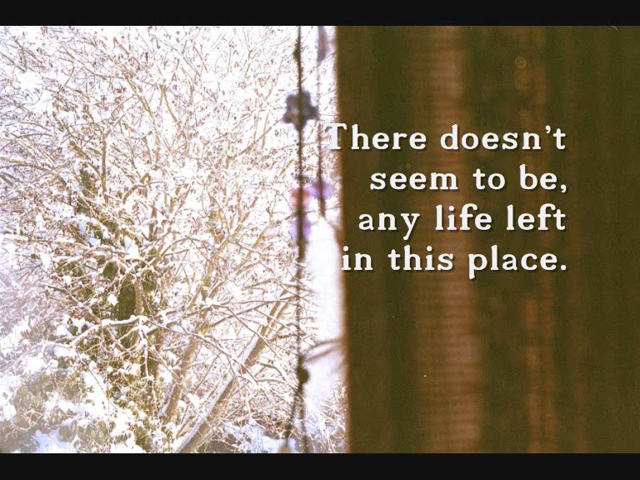 There doesn't
seem to be,
any life left
in this place.